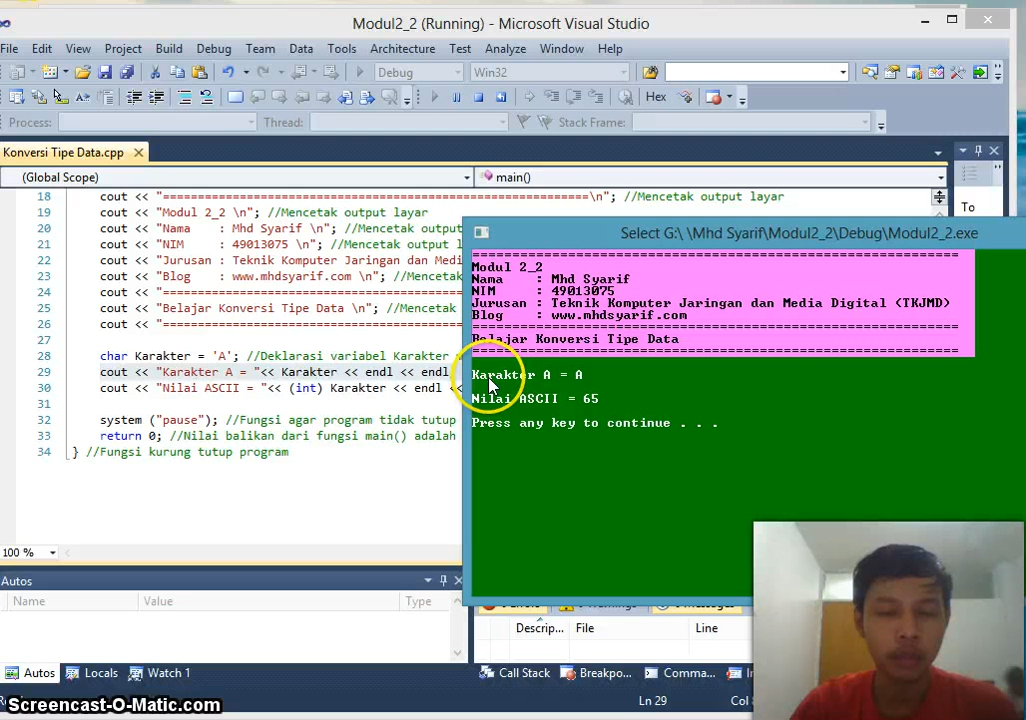 Modul2_2 (Running) - Microsoft Visual Studio
File Edit View Project Build Debug Team Data Tools Architecture Test Analyze Window Help
Debug Win32
Hex
Process: Thread: Stack Frame:
Konversi Tipe Data.cpp
(Global Scope) main()
To
18 cout << "=============================================================\n"; //Mencetak output layar
19 cout << "Modul 2_2 \n"; //Mencetak output layar
20 cout << "Nama : Mhd Syarif \n"; //Mencetak output
21 cout << "NIM : 49013075 \n"; //Mencetak output l
22 cout << "Jurusan : Teknik Komputer Jaringan dan Medi
23 cout << "Blog : www.mhdsyarif.com \n"; //Mencetak
24 cout << "===========================================
25 cout << "Belajar Konversi Tipe Data \n"; //Mencetak
26 cout << "===========================================
27
28 char Karakter = 'A'; //Deklarasi variabel Karakter
29 cout << "Karakter A = "<< Karakter << endl << endl
30 cout << "Nilai ASCII = "<< (int) Karakter << endl <<
31
32 system ("pause"); //Fungsi agar program tidak tutup
33 return 0; //Nilai balikan dari fungsi main() adalah
34 } //Fungsi kurung tutup program
Select G:\ \Mhd Syarif\Modul2_2\Debug\Modul2_2.exe
=============================================================
Modul 2_2
Nama : Mhd Syarif
NIM : 49013075
Jurusan : Teknik Komputer Jaringan dan Media Digital (TKJMD)
Blog : www.mhdsyarif.com
=============================================================
Belajar Konversi Tipe Data
=============================================================
Karakter A = A
Nilai ASCII = 65
Press any key to continue . . .
100 %
Autos
Name Value Type
Descrip... File Line
Autos Locals Watch 1
Call Stack Breakpo... Comma...
Ln 29 Col
Screencast-O-Matic.com